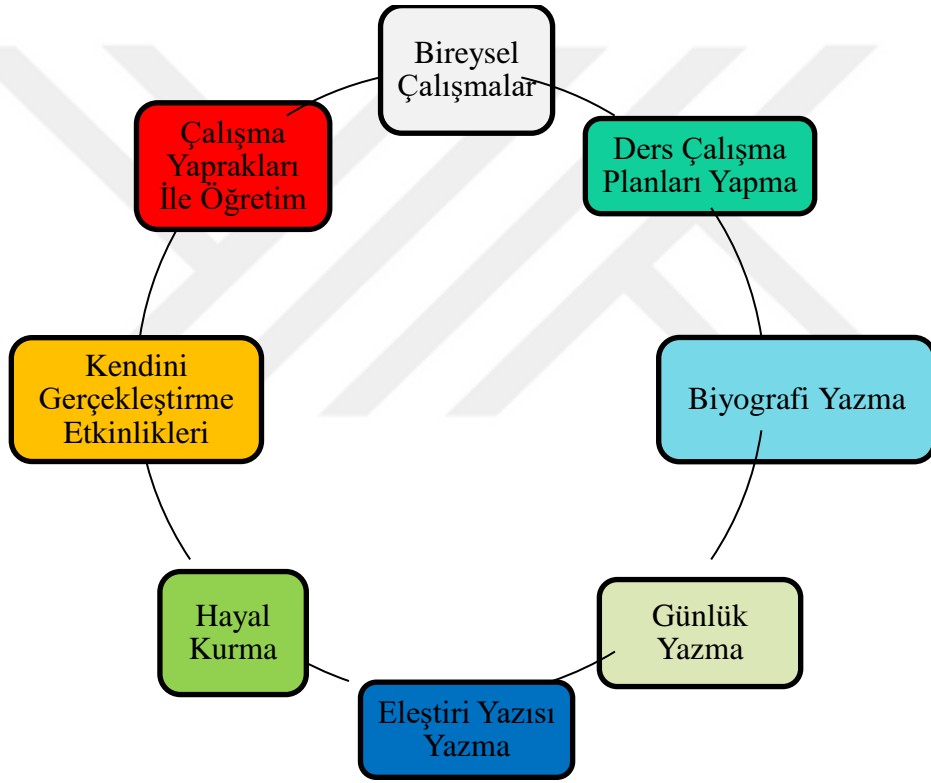 Bireysel
Çalışmalar
Ders Çalışma
Planları Yapma
Biyografi Yazma
Günlük
Yazma
Eleştiri Yazısı
Yazma
Hayal
Kurma
Kendini
Gerçekleştirme
Etkinlikleri
Çalışma
Yaprakları
İle Öğretim